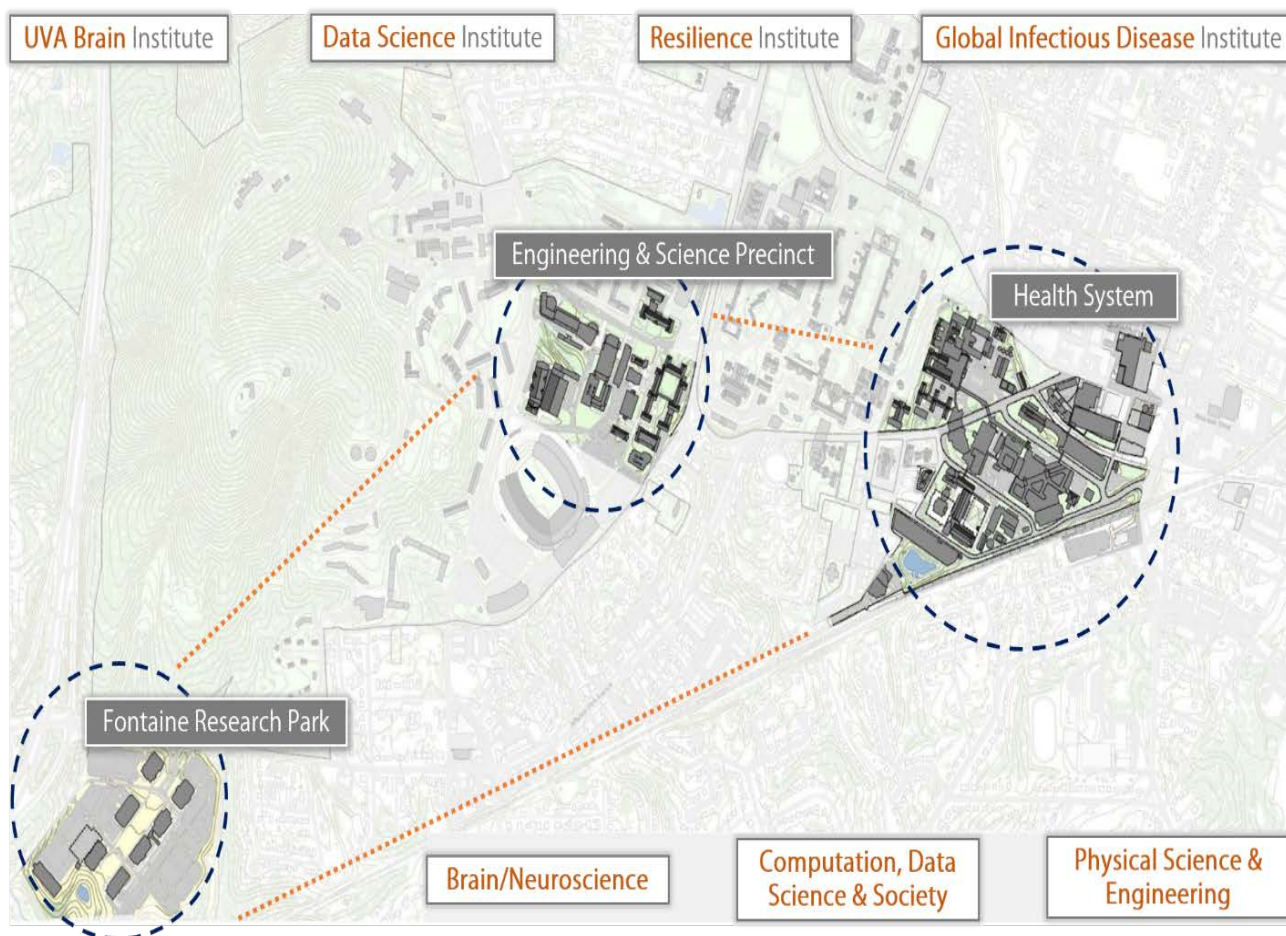 UVA Brain Institute
Data Science Institute
Resilience Institute
Global Infectious Disease Institute
Engineering & Science Precinct
Health System
Fontaine Research Park
Brain/Neuroscience
Computation, Data
Science & Society
Physical Science &
Engineering